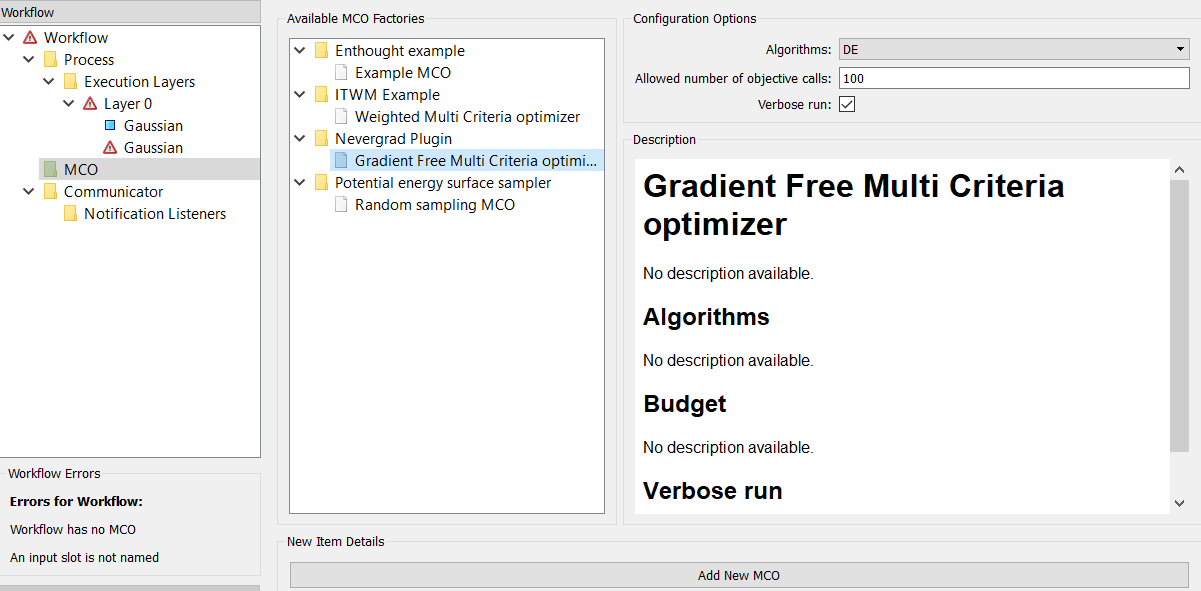 Workflow
Workflow
Process
Execution Layers
Layer 0
Gaussian
Gaussian
MCO
Communicator
Notification Listeners
Workflow Errors
Errors for Workflow:
Workflow has no MCO
An input slot is not named
Available MCO Factories
Enthought example
Example MCO
ITWM Example
Weighted Multi Criteria optimizer
Nevergrad Plugin
Gradient Free Multi Criteria optimi...
Potential energy surface sampler
Random sampling MCO
Configuration Options
Algorithms: DE
Allowed number of objective calls: 100
Verbose run:
Description
Gradient Free Multi Criteria
optimizer
No description available.
Algorithms
No description available.
Budget
No description available.
Verbose run
New Item Details
Add New MCO